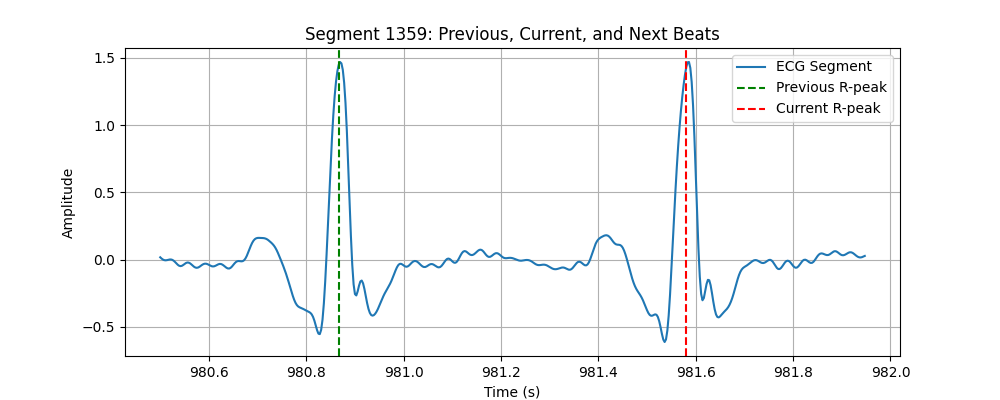 Segment 1359: Previous, Current, and Next Beats
ECG Segment
Previous R-peak
Current R-peak
1.5
1.0
0.5
0.0
−0.5
Amplitude
980.6 980.8 981.0 981.2 981.4 981.6 981.8 982.0
Time (s)